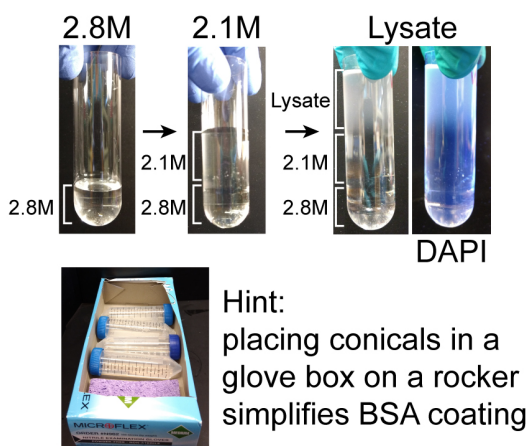 2.8M
2.1M
Lysate
Lysate
2.1M
2.1M
2.8M
2.8M
2.8M
DAPI
Hint:
placing conicals in a
glove box on a rocker
simplifies BSA coating
MICROFLEX